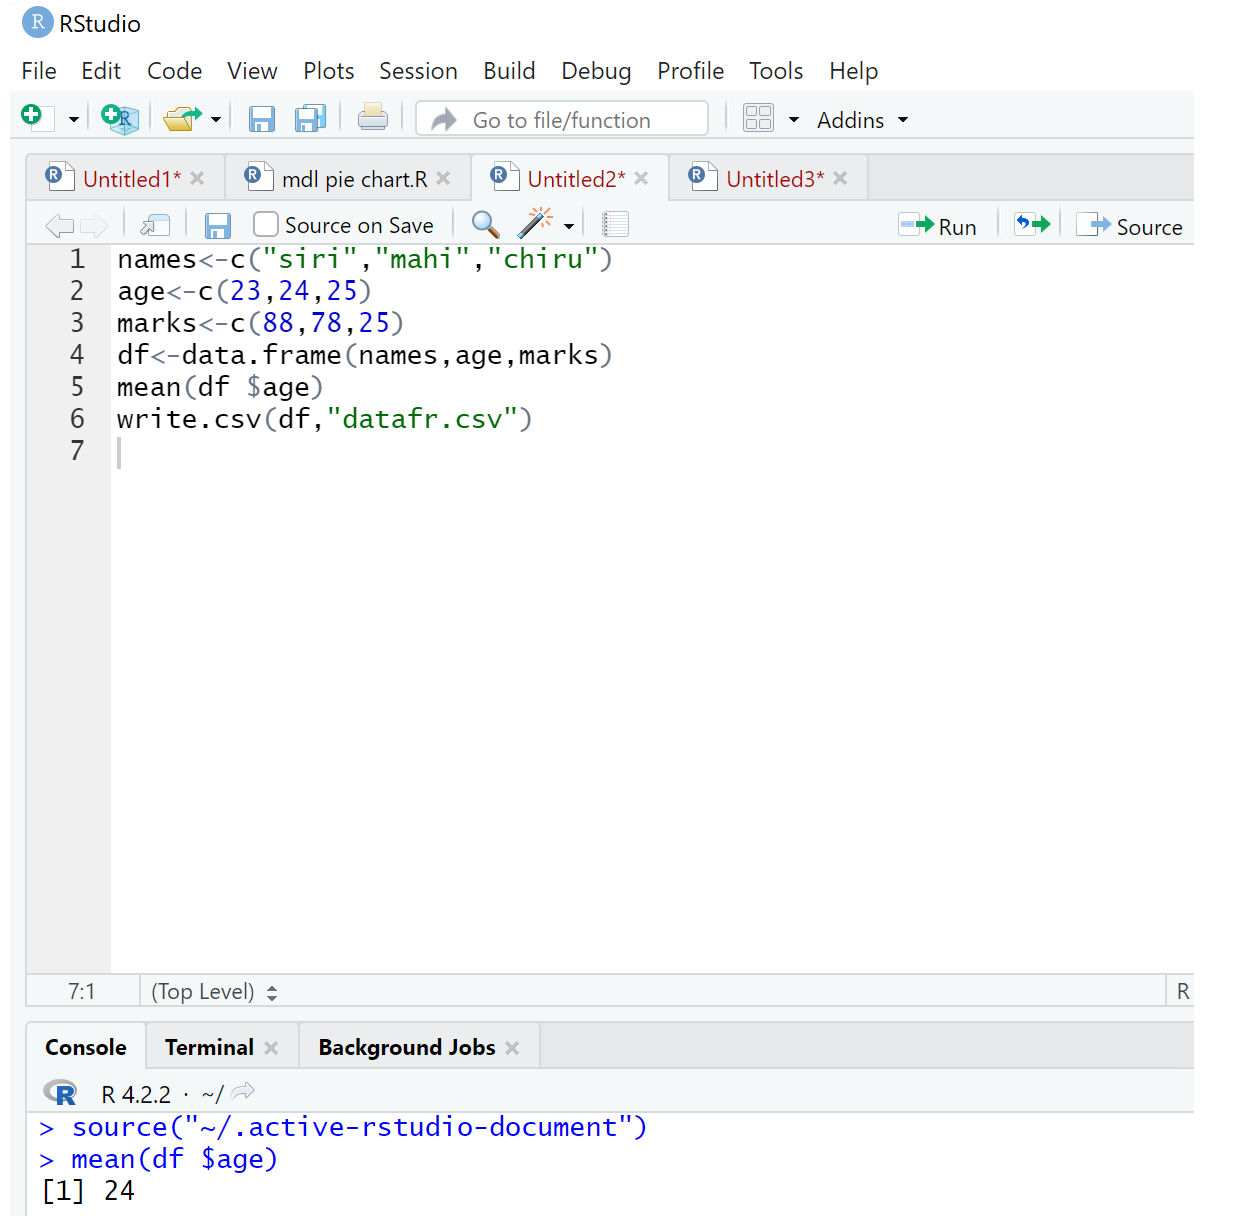 RStudio
File Edit Code View Plots Session Build Debug Profile Tools Help
Go to file/function Addins
Untitled1* mdl pie chart.R Untitled2* Untitled3*
Source on Save Run Source
1 names<-c("siri","mahi","chiru")
2 age<-c(23,24,25)
3 marks<-c(88,78,25)
4 df<-data.frame(names,age,marks)
5 mean(df $age)
6 write.csv(df,"datafr.csv")
7
7:1 (Top Level) R
Console Terminal Background Jobs
R R 4.2.2 · ~/
> source("~/.active-rstudio-document")
> mean(df $age)
[1] 24